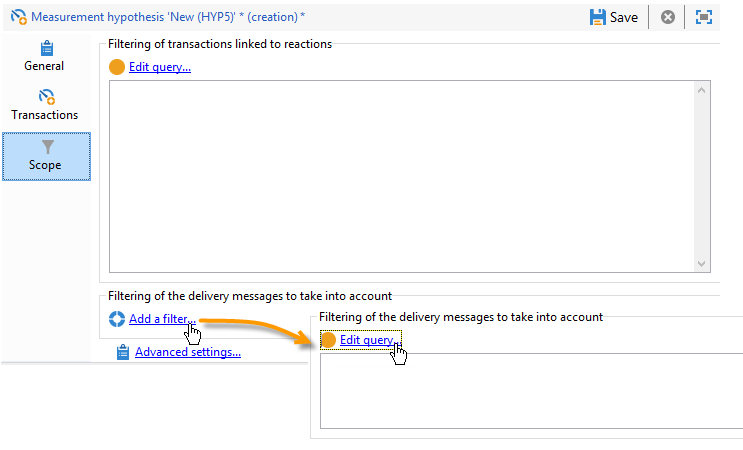 Measurement hypothesis 'New (HYP5)' * (creation) *
Save
General
Transactions
Scope
Filtering of transactions linked to reactions
Edit query...
Filtering of the delivery messages to take into account
Add a filter...
Advanced settings...
Filtering of the delivery messages to take into account
Edit query...